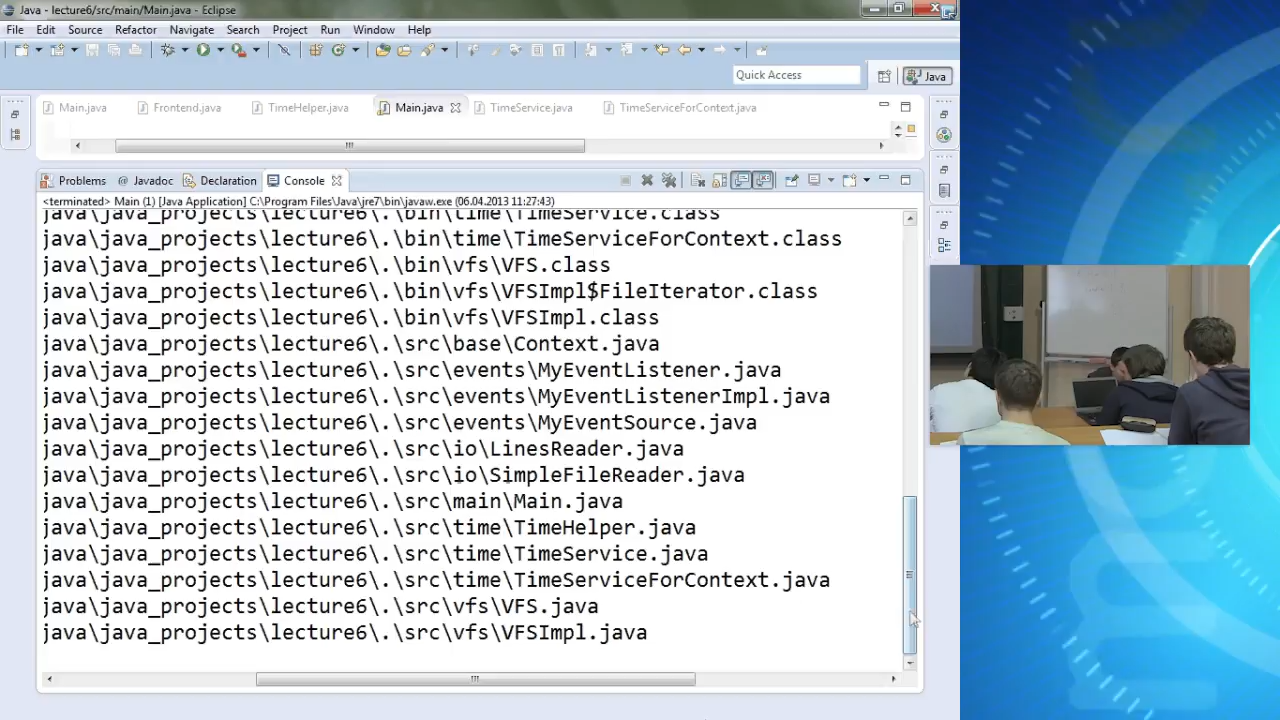 Java - lecture6/src/main/Main.java - Eclipse
File Edit Source Refactor Navigate Search Project Run Window Help
Quick Access Java
Main.java Frontend.java TimeHelper.java Main.java TimeService.java TimeServiceForContext.java
Problems @ Javadoc Declaration Console
<terminated> Main (1) [Java Application] C:\Program Files\Java\jre7\bin\javaw.exe (06.04.2013 11:27:43)
java\java_projects\lecture6\.\bin\time\TimeService.class
java\java_projects\lecture6\.\bin\time\TimeServiceForContext.class
java\java_projects\lecture6\.\bin\vfs\VFS.class
java\java_projects\lecture6\.\bin\vfs\VFSImpl$FileIterator.class
java\java_projects\lecture6\.\bin\vfs\VFSImpl.class
java\java_projects\lecture6\.\src\base\Context.java
java\java_projects\lecture6\.\src\events\MyEventListener.java
java\java_projects\lecture6\.\src\events\MyEventListenerImpl.java
java\java_projects\lecture6\.\src\events\MyEventSource.java
java\java_projects\lecture6\.\src\io\LinesReader.java
java\java_projects\lecture6\.\src\io\SimpleFileReader.java
java\java_projects\lecture6\.\src\main\Main.java
java\java_projects\lecture6\.\src\time\TimeHelper.java
java\java_projects\lecture6\.\src\time\TimeService.java
java\java_projects\lecture6\.\src\time\TimeServiceForContext.java
java\java_projects\lecture6\.\src\vfs\VFS.java
java\java_projects\lecture6\.\src\vfs\VFSImpl.java